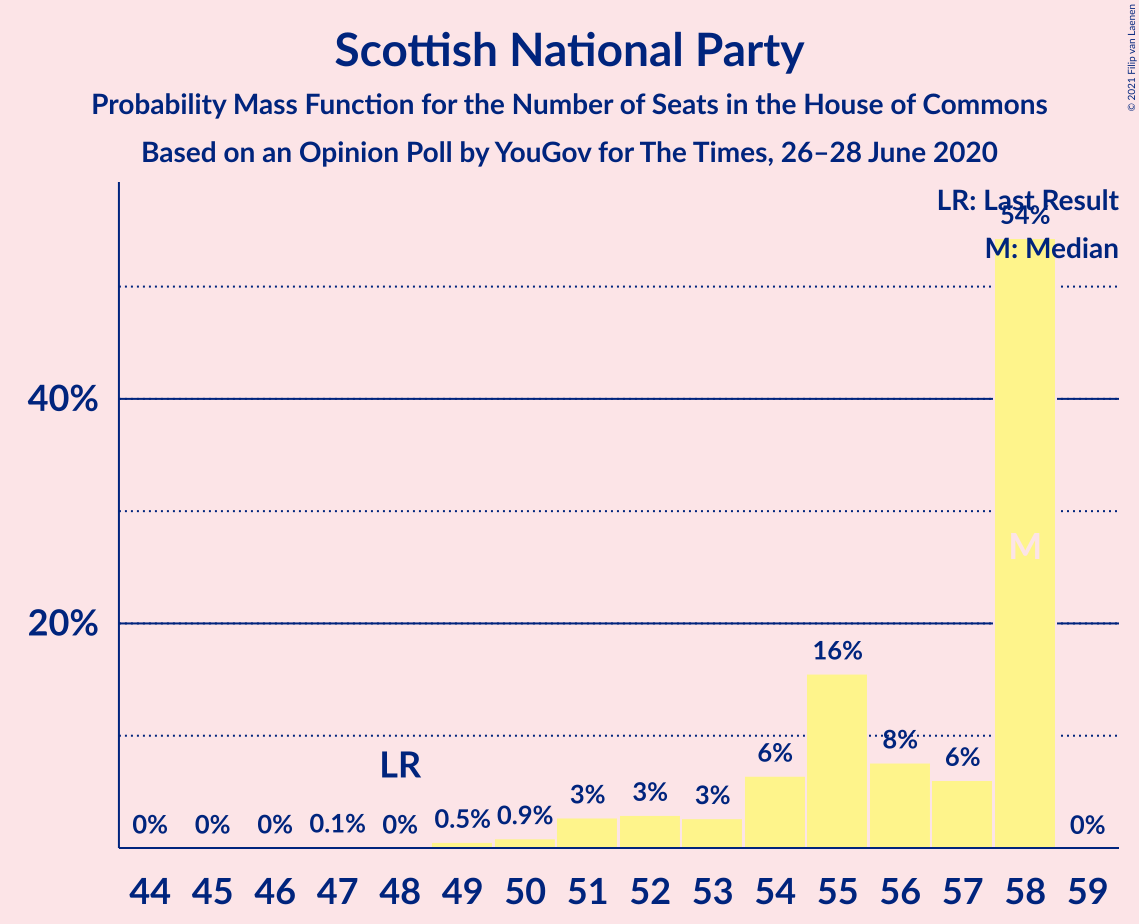 Scottish National Party
Probability Mass Function for the Number of Seats in the House of Commons
Based on an Opinion Poll by YouGov for The Times, 26–28 June 2020
© 2021 Filip van Laenen
LR: Last Result
54%
M: Median
40%
M
20%
16%
LR
6%
8%
6%
0%
0%
0%
0.1%
0%
0.5%
0.9%
3%
3%
3%
0%
44 45 46 47 48 49 50 51 52 53 54 55 56 57 58 59